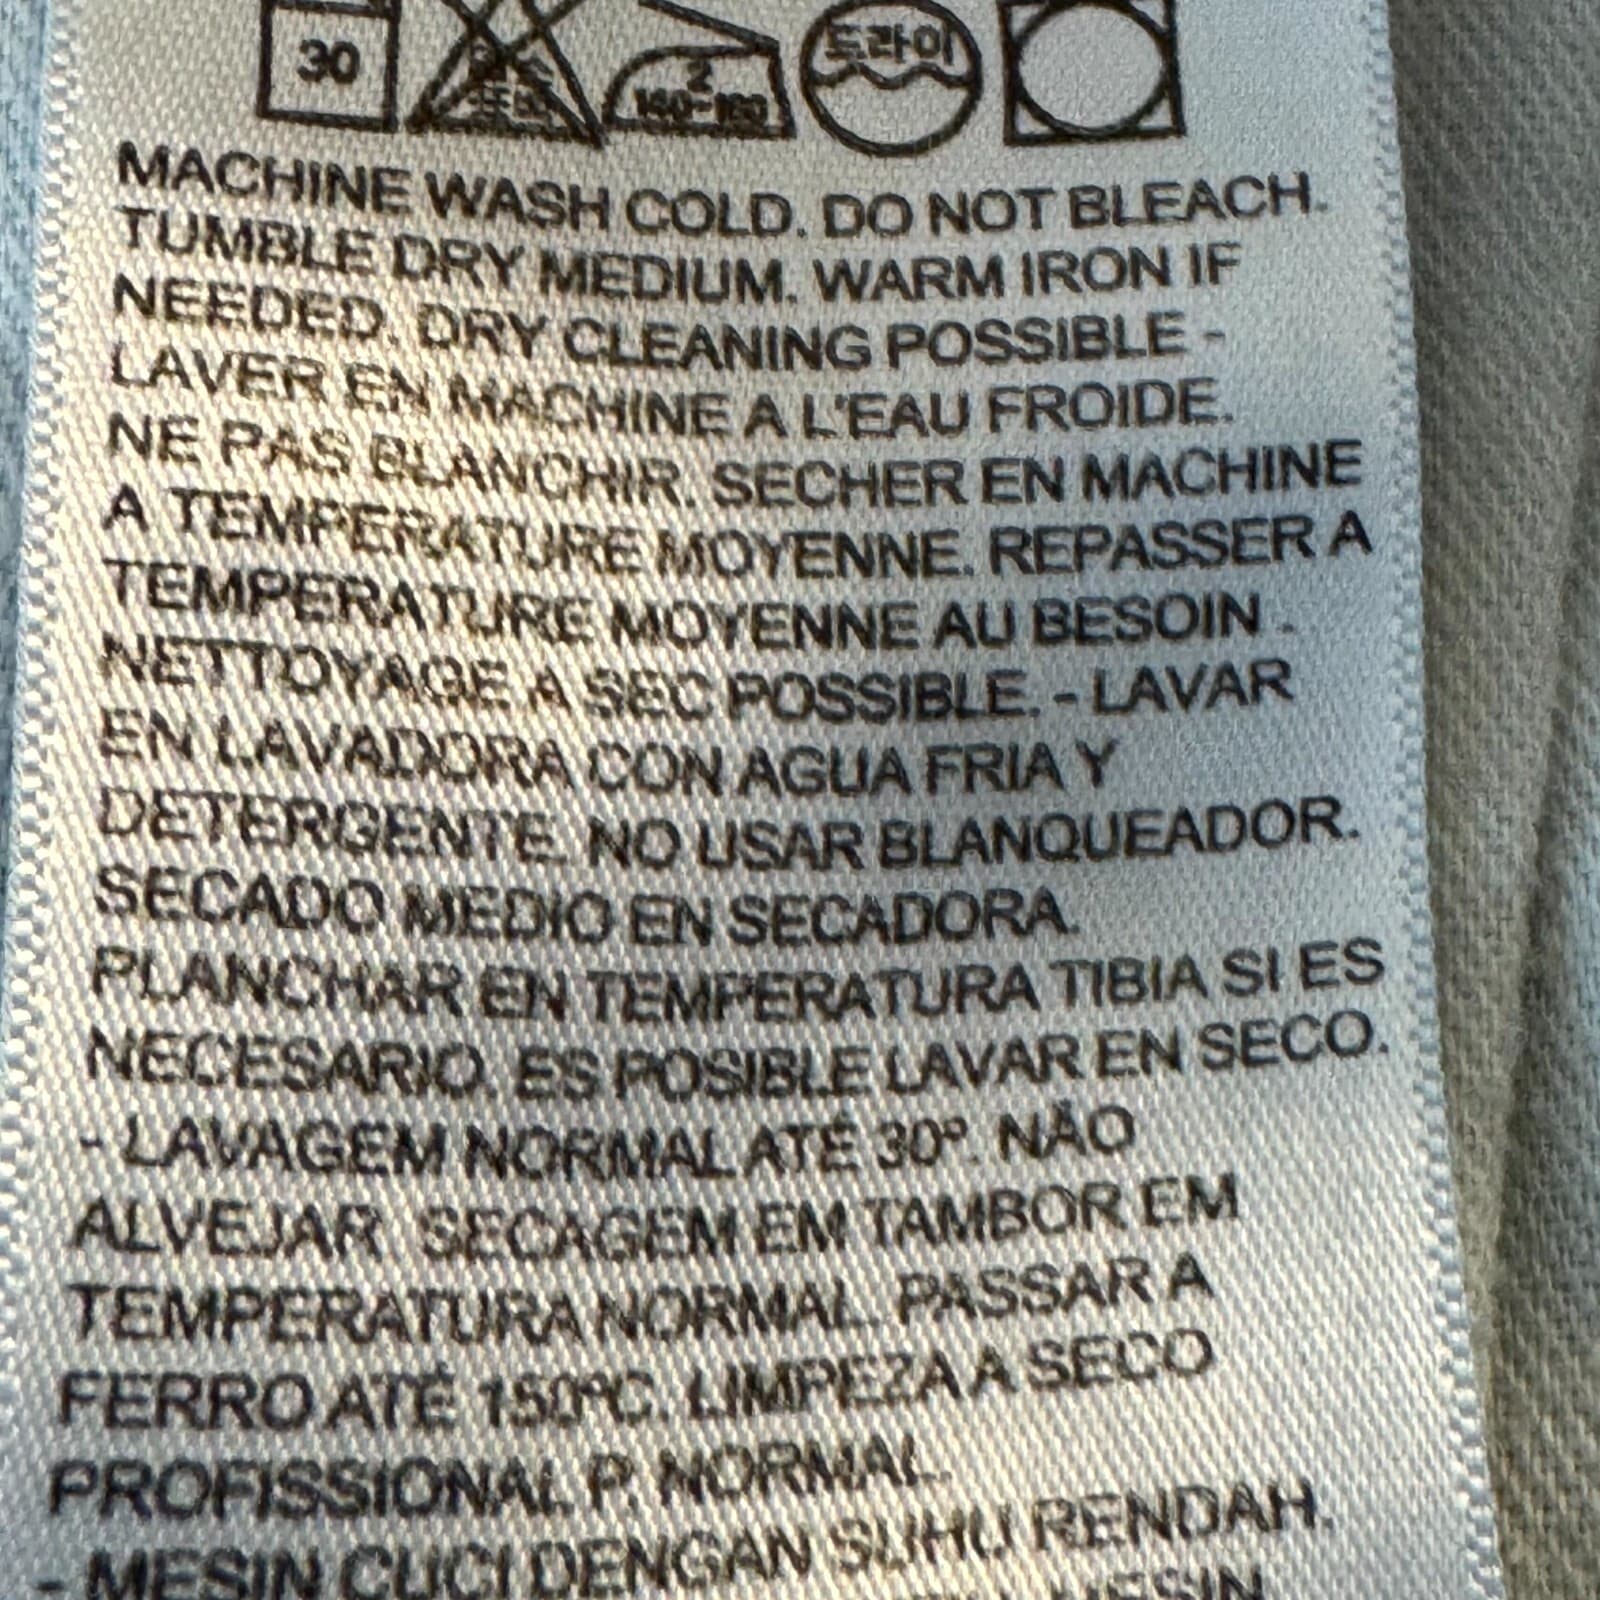 30
2
드라이
MACHINE WASH COLD. DO NOT BLEACH.
TUMBLE DRY MEDIUM. WARM IRON IF
NEEDED. DRY CLEANING POSSIBLE -
LAVER EN MACHINE A L'EAU FROIDE.
NE PAS BLANCHIR. SECHER EN MACHINE
A TEMPERATURE MOYENNE. REPASSER A
TEMPERATURE MOYENNE AU BESOIN -
NETTOYAGE A SEC POSSIBLE. - LAVAR
EN LAVADORA CON AGUA FRIA Y
DETERGENTE. NO USAR BLANQUEADOR.
SECADO MEDIO EN SECADORA.
PLANCHAR EN TEMPERATURA TIBIA SI ES
NECESARIO. ES POSIBLE LAVAR EN SECO.
- LAVAGEM NORMAL ATÉ 30º. NÃO
ALVEJAR. SECAGEM EM TAMBOR EM
TEMPERATURA NORMAL. PASSAR A
FERRO ATÉ 150ºC. LIMPEZA A SECO
PROFISSIONAL P. NORMAL.
- MESIN CUCI DENGAN SUHU RENDAH.
MESIN